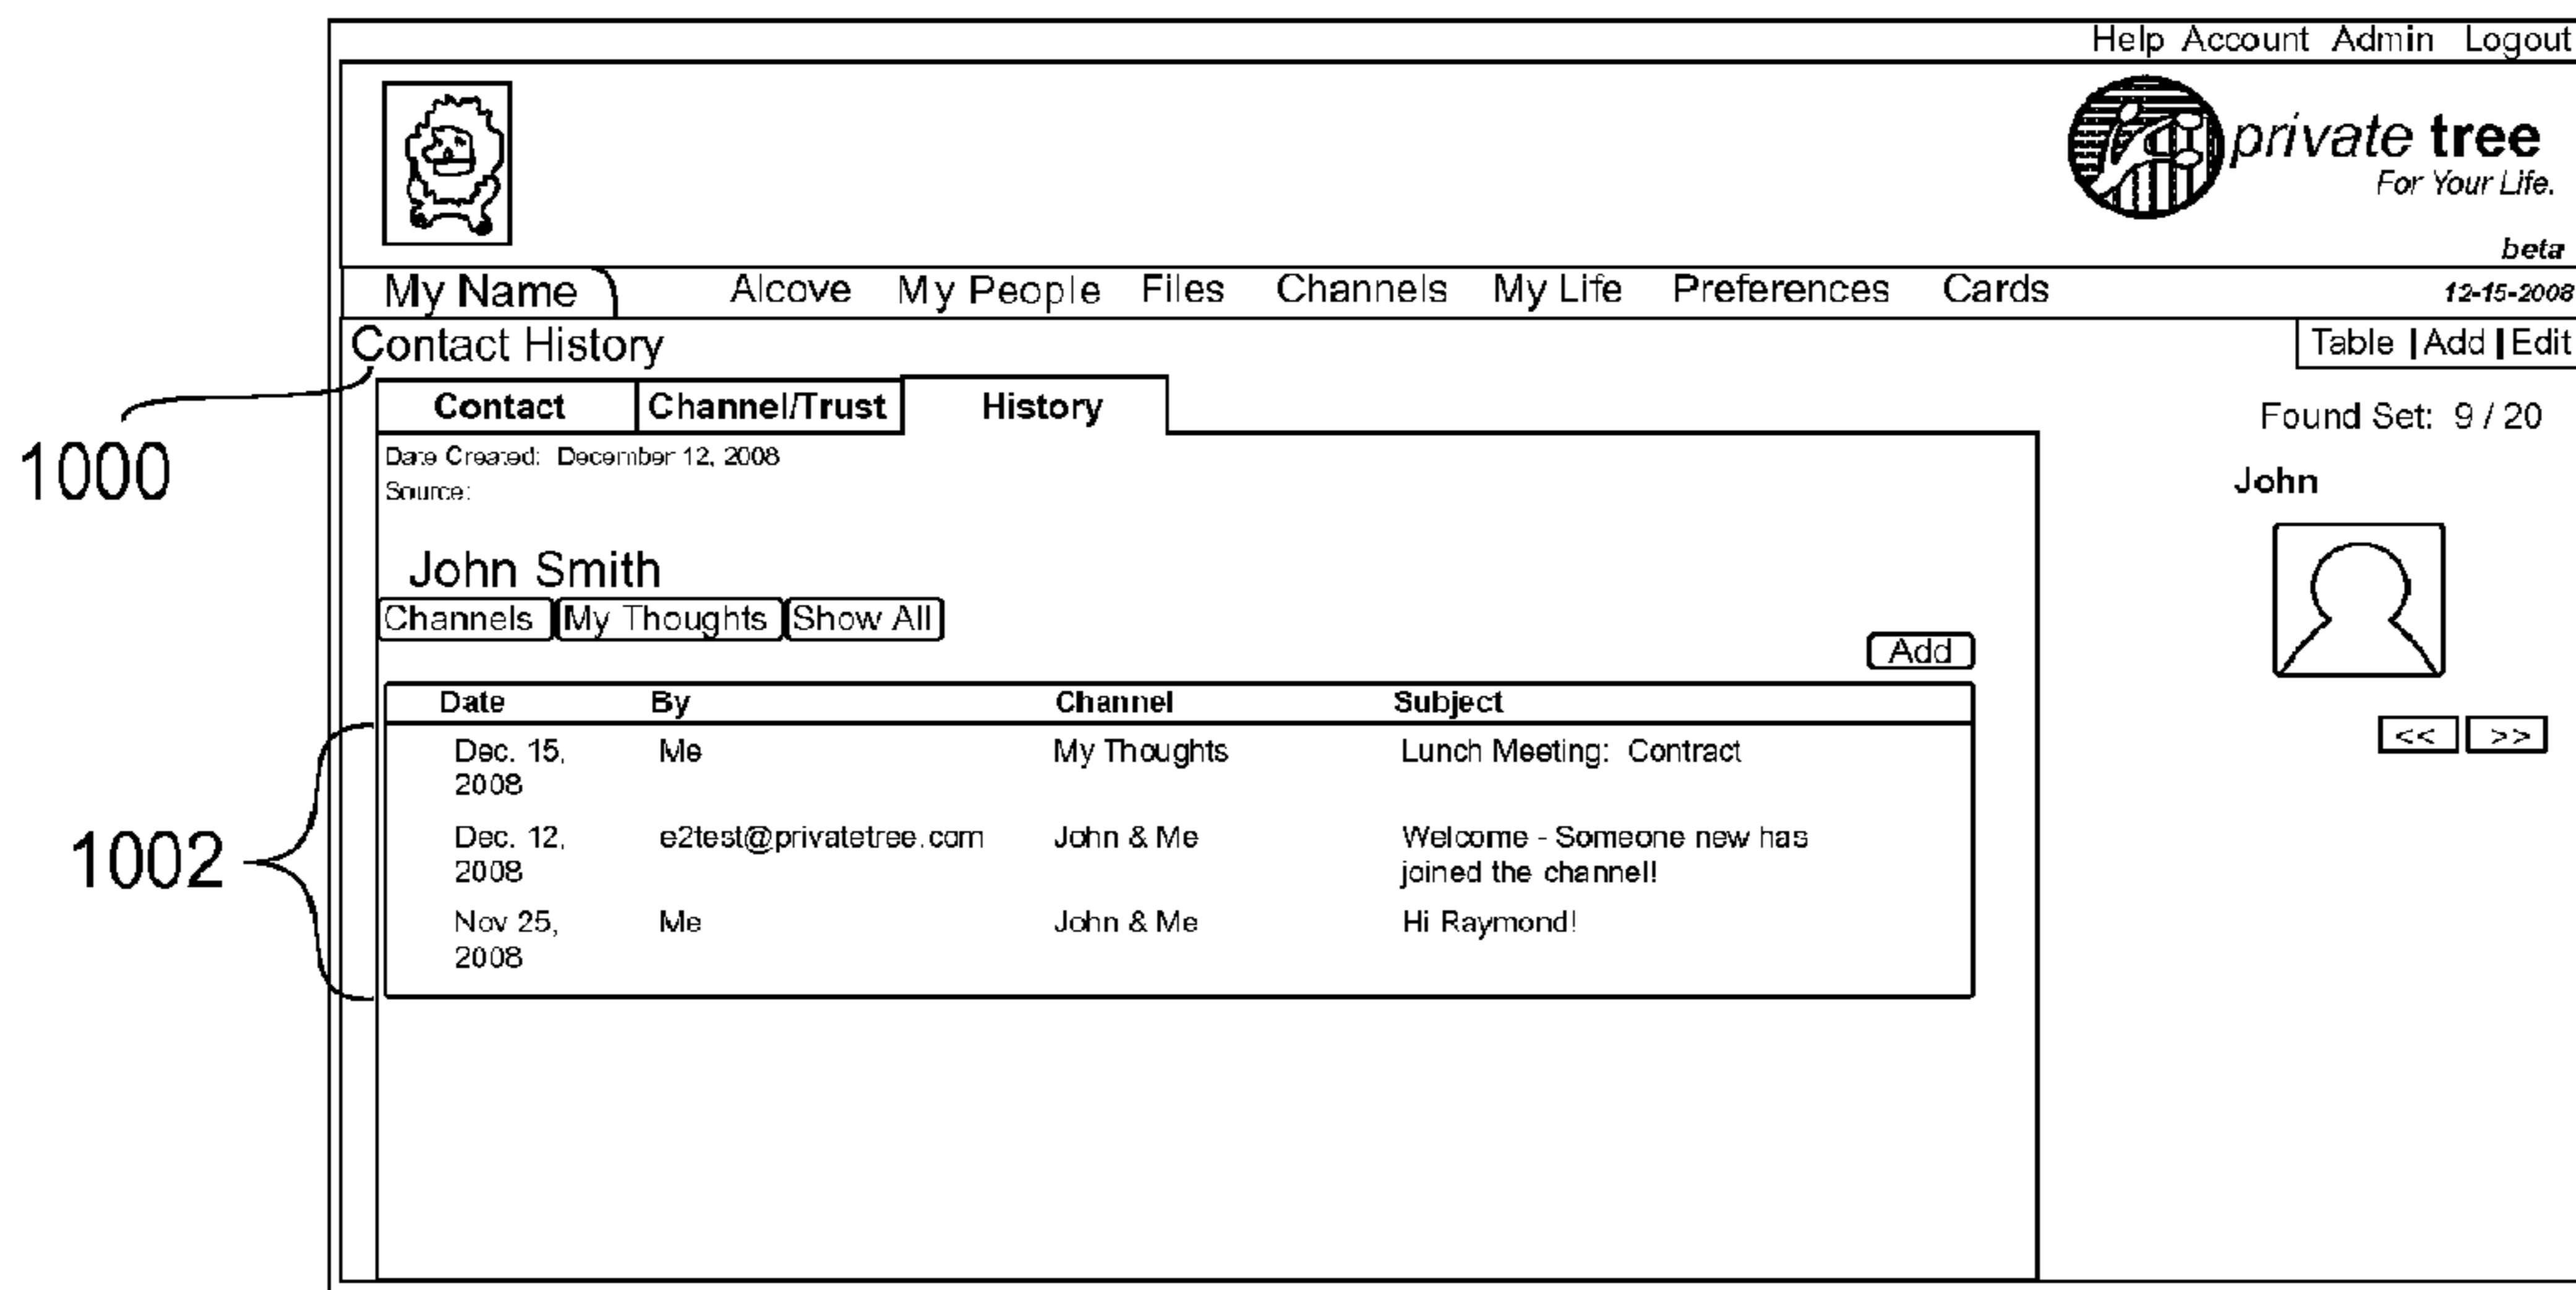 Help Account Admin Logout
private tree
For Your Life.
beta
My Name Alcove My People Files Channels My Life Preferences Cards 12-15-2008
Contact History Table | Add | Edit
Contact Channel/Trust History
Found Set: 9 / 20
1000
Date Created: December 12, 2008
Source:
John
John Smith
Channels My Thoughts Show All
Add
Date By Channel Subject
<< >>
Dec. 15, Me My Thoughts Lunch Meeting: Contract
2008
1002
Dec. 12, e2test@privatetree.com John & Me Welcome - Someone new has
2008 joined the channel!
Nov 25, Me John & Me Hi Raymond!
2008